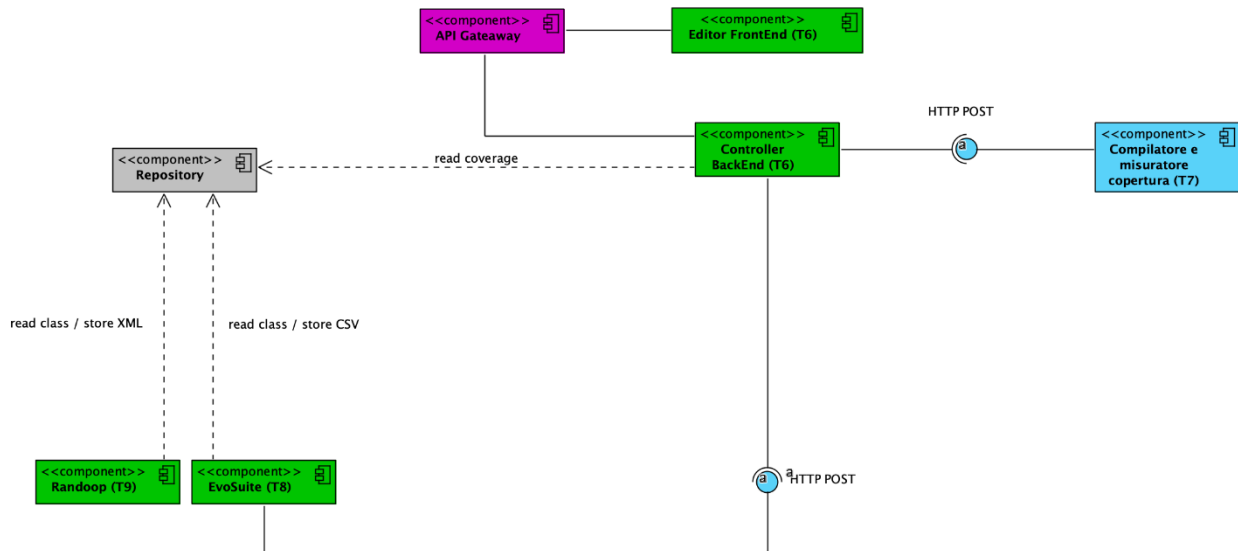 <<component>>
API Gateaway
<<component>>
Editor FrontEnd (T6)
HTTP POST
<<component>>
Controller
BackEnd (T6)
a
<<component>>
Compilatore e
misuratore
copertura (T7)
<<component>>
Repository
read coverage
read class / store XML
read class / store CSV
<<component>>
Randoop (T9)
<<component>>
EvoSuite (T8)
a
a
HTTP POST